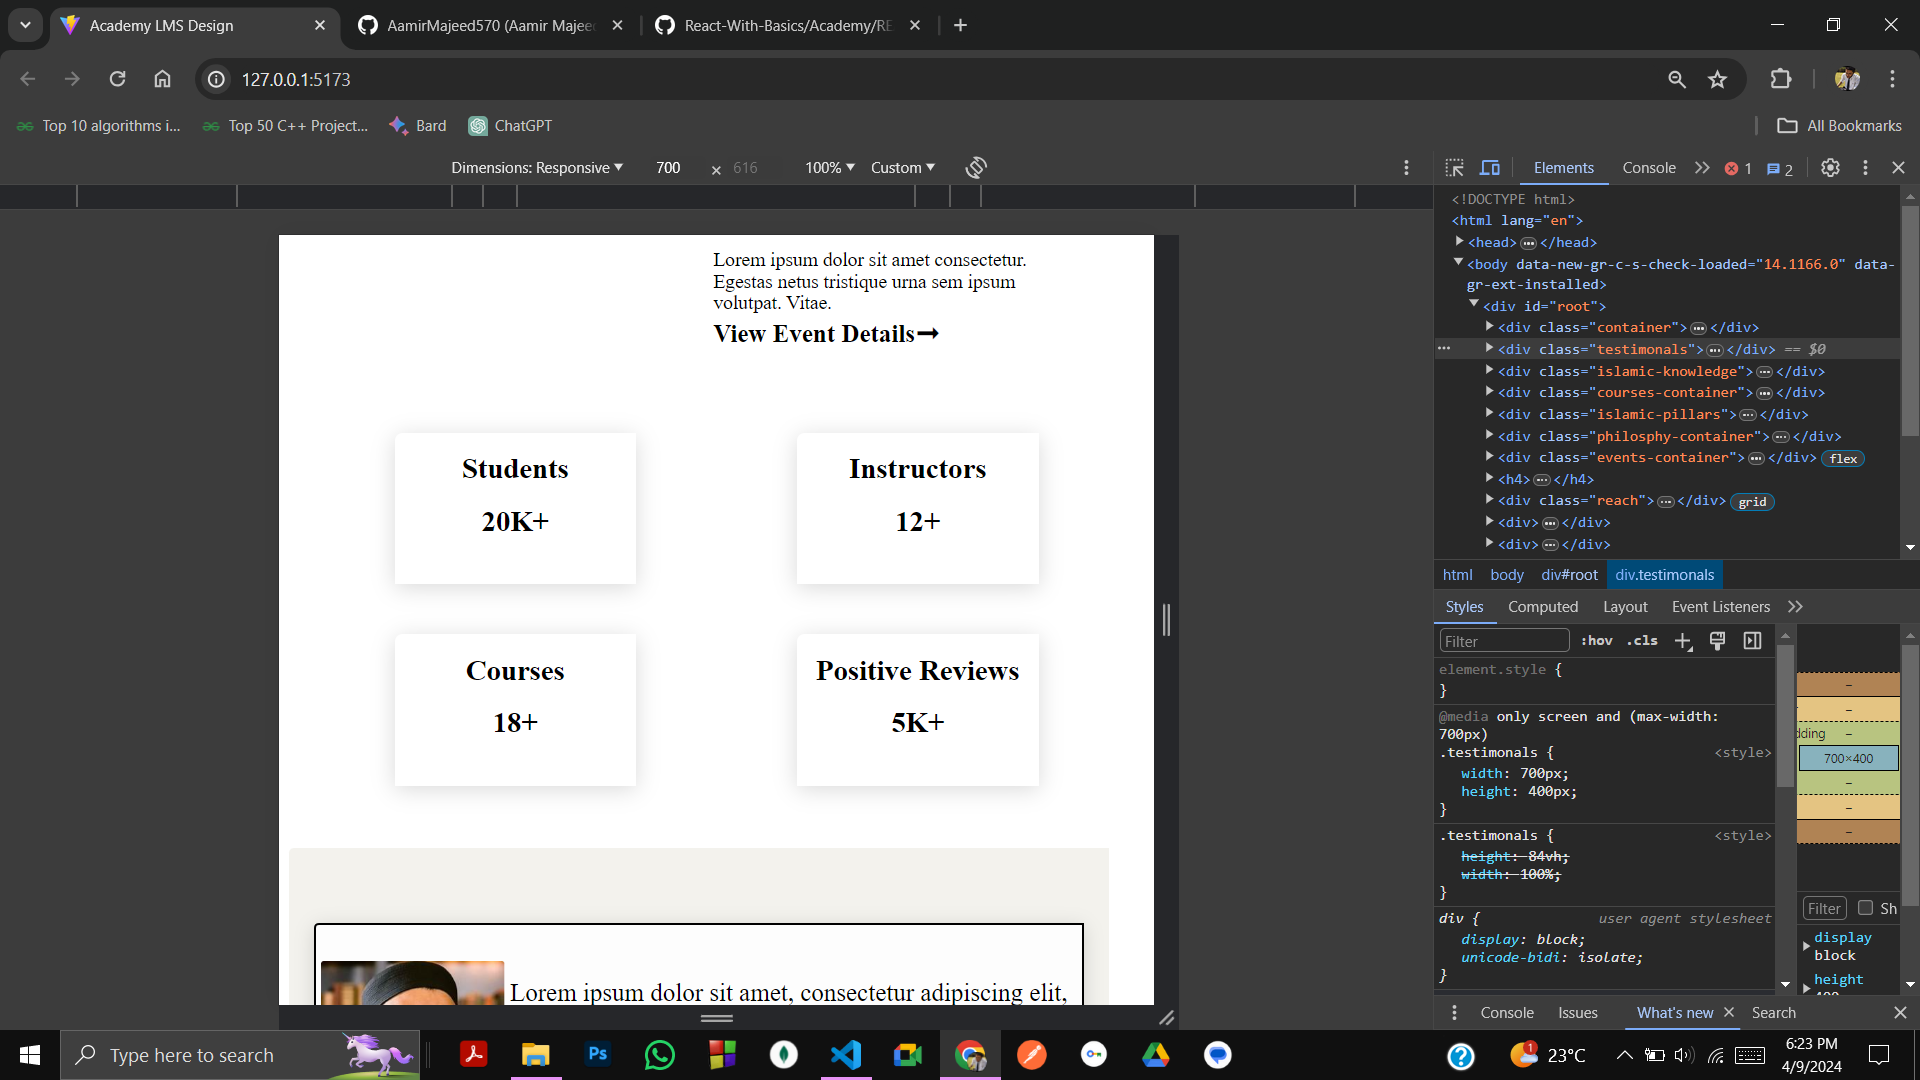 Academy LMS Design
AamirMajeed570 (Aamir Majeed
React-With-Basics/Academy/RE
127.0.0.1:5173
Top 10 algorithms i...
Top 50 C++ Project...
Bard
ChatGPT
All Bookmarks
Dimensions: Responsive
700 × 616
100%
Custom
Elements
Console
1
2
Lorem ipsum dolor sit amet consectetur.
Egestas netus tristique urna sem ipsum
volutpat. Vitae.
View Event Details→
Students
20K+
Instructors
12+
Courses
18+
Positive Reviews
5K+
Lorem ipsum dolor sit amet, consectetur adipiscing elit,
<!DOCTYPE html>
<html lang="en">
<head> ••• </head>
<body data-new-gr-c-s-check-loaded="14.1166.0" data-
gr-ext-installed>
<div id="root">
<div class="container"> ••• </div>
••• <div class="testimonals"> ••• </div> == $0
<div class="islamic-knowledge"> ••• </div>
<div class="courses-container"> ••• </div>
<div class="islamic-pillars"> ••• </div>
<div class="philosphy-container"> ••• </div>
<div class="events-container"> ••• </div> flex
<h4> ••• </h4>
<div class="reach"> ••• </div> grid
<div> ••• </div>
<div> ••• </div>
html body div#root div.testimonals
Styles Computed Layout Event Listeners
Filter :hov .cls
element.style {
}
@media only screen and (max-width:
700px)
.testimonals { <style>
width: 700px;
height: 400px;
}
.testimonals { <style>
height: 84vh;
width: 100%;
}
div { user agent stylesheet
display: block;
unicode-bidi: isolate;
}
–
–
dding –
700×400
–
–
–
Filter Sh
display
block
height
Console Issues What's new Search
Type here to search
Ps
1
23°C
6:23 PM
4/9/2024